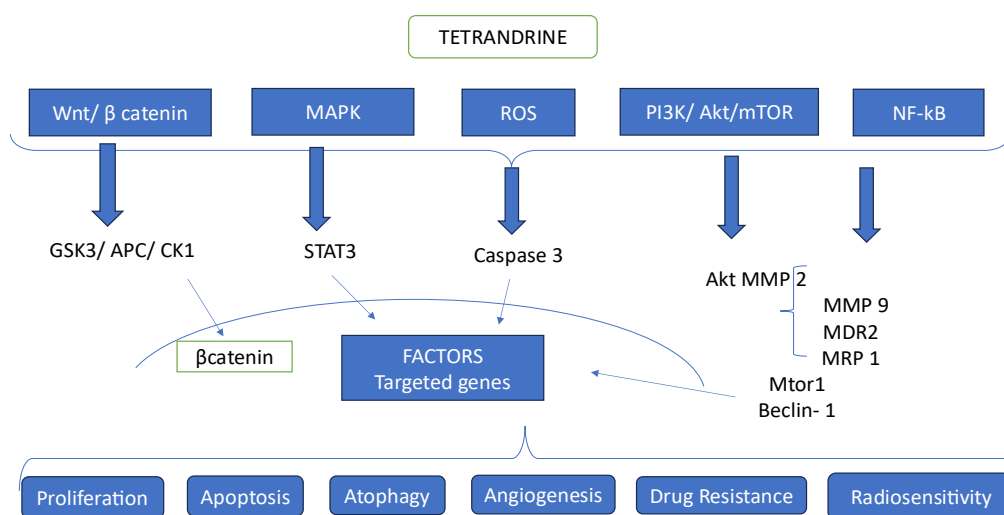 TETRANDRINE
Wnt/ β catenin
MAPK
ROS
PI3K/ Akt/mTOR
NF-kB
GSK3/ APC/ CK1
STAT3
Caspase 3
Akt MMP 2
MMP 9
MDR2
MRP 1
Mtor1
Beclin- 1
βcatenin
FACTORS
Targeted genes
Proliferation
Apoptosis
Atophagy
Angiogenesis
Drug Resistance
Radiosensitivity